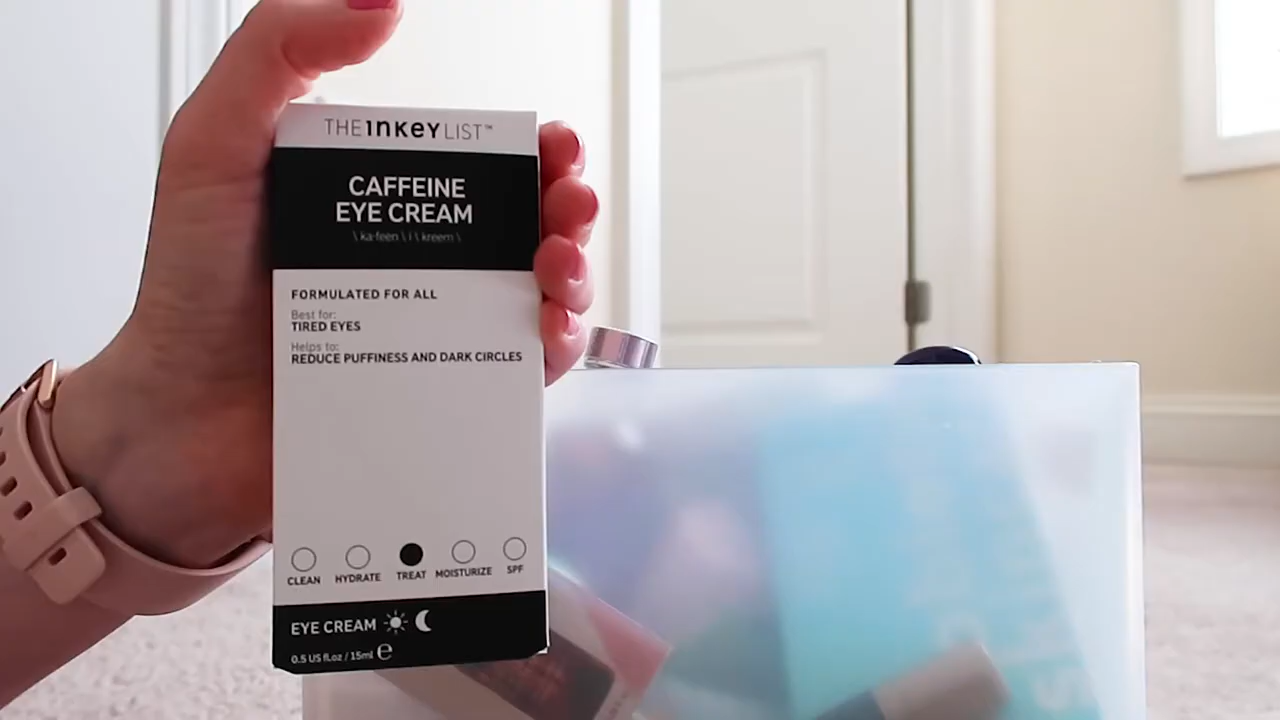 THE INKEY LIST™
CAFFEINE
EYE CREAM
\ ka-feen \ ī \ kreem \
FORMULATED FOR ALL
Best for:
TIRED EYES
Helps to:
REDUCE PUFFINESS AND DARK CIRCLES
CLEAN HYDRATE TREAT MOISTURIZE SPF
EYE CREAM
0.5 US fl.oz / 15ml ℮